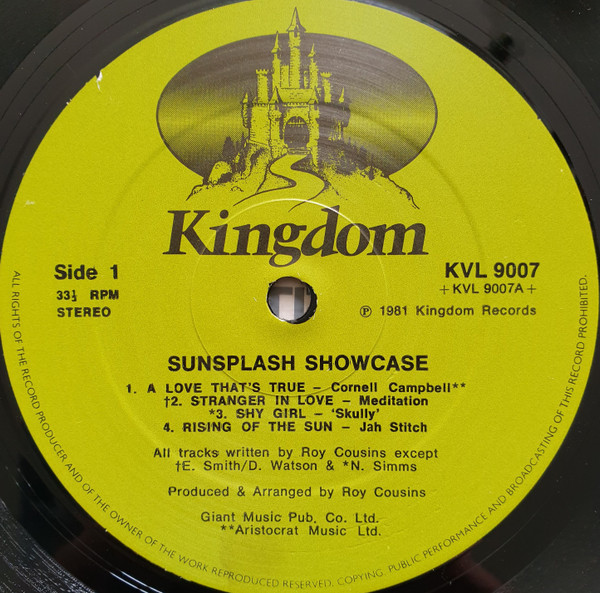 Kingdom
Side 1
33⅓ RPM
STEREO
KVL 9007
+KVL 9007A+
℗ 1981 Kingdom Records
SUNSPLASH SHOWCASE
1. A LOVE THAT'S TRUE – Cornell Campbell**
†2. STRANGER IN LOVE – Meditation
*3. SHY GIRL – 'Skully'
4. RISING OF THE SUN – Jah Stitch
All tracks written by Roy Cousins except
†E. Smith/D. Watson & *N. Simms
Produced & Arranged by Roy Cousins
Giant Music Pub. Co. Ltd.
**Aristocrat Music Ltd.
ALL RIGHTS OF THE RECORD PRODUCER AND OF THE OWNER OF THE WORK REPRODUCED RESERVED. COPYING, PUBLIC PERFORMANCE AND BROADCASTING OF THIS RECORD PROHIBITED.